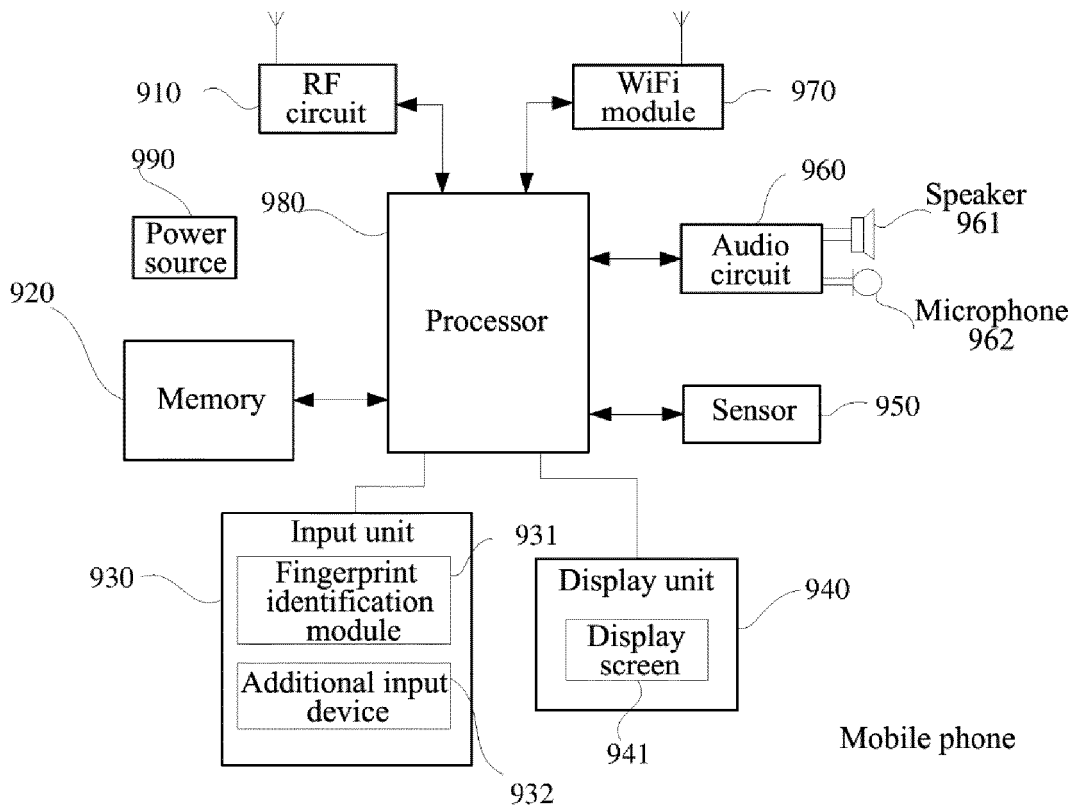 910
RF
circuit
WiFi
module
970
990
Power
source
980
960
Audio
circuit
Speaker
961
Microphone
962
920
Memory
Processor
Sensor
950
930
Input unit
931
Fingerprint
identification
module
Additional input
device
932
Display unit
940
Display
screen
941
Mobile phone